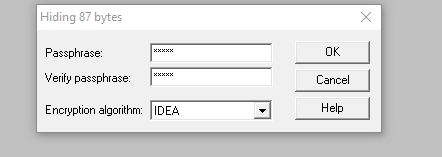 Hiding 87 bytes
Passphrase: ***** OK
Verify passphrase: ***** Cancel
Encryption algorithm: IDEA Help